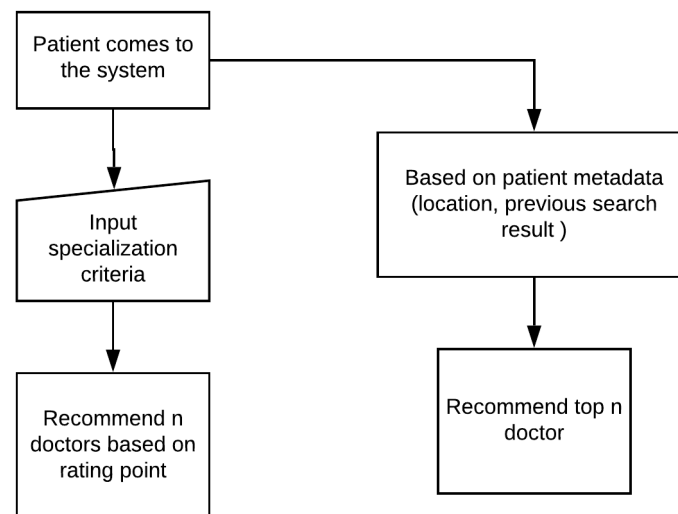 Patient comes to
the system
Input
specialization
criteria
Recommend n
doctors based on
rating point
Based on patient metadata
(location, previous search
result )
Recommend top n
doctor